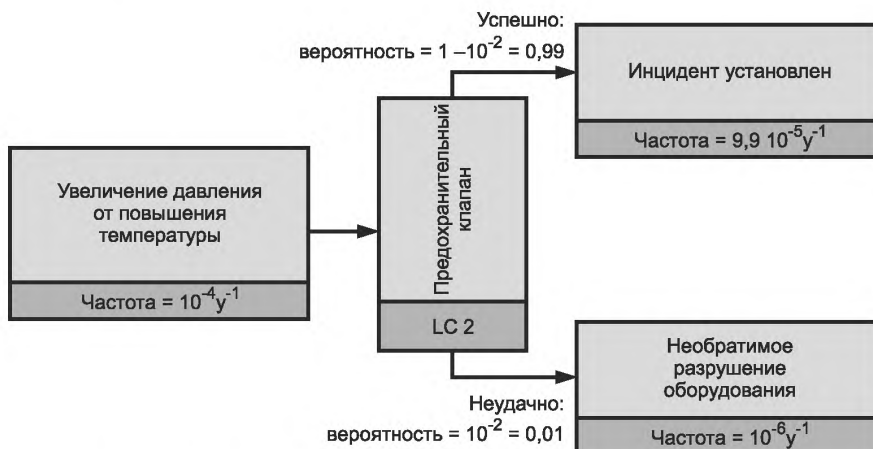 Увеличение давления
от повышения
температуры
Частота = 10⁻⁴y⁻¹
Предохранительный
клапан
LC 2
Успешно:
вероятность = 1 –10⁻² = 0,99
Инцидент установлен
Частота = 9,9 10⁻⁵y⁻¹
Неудачно:
вероятность = 10⁻² = 0,01
Необратимое
разрушение
оборудования
Частота = 10⁻⁶y⁻¹